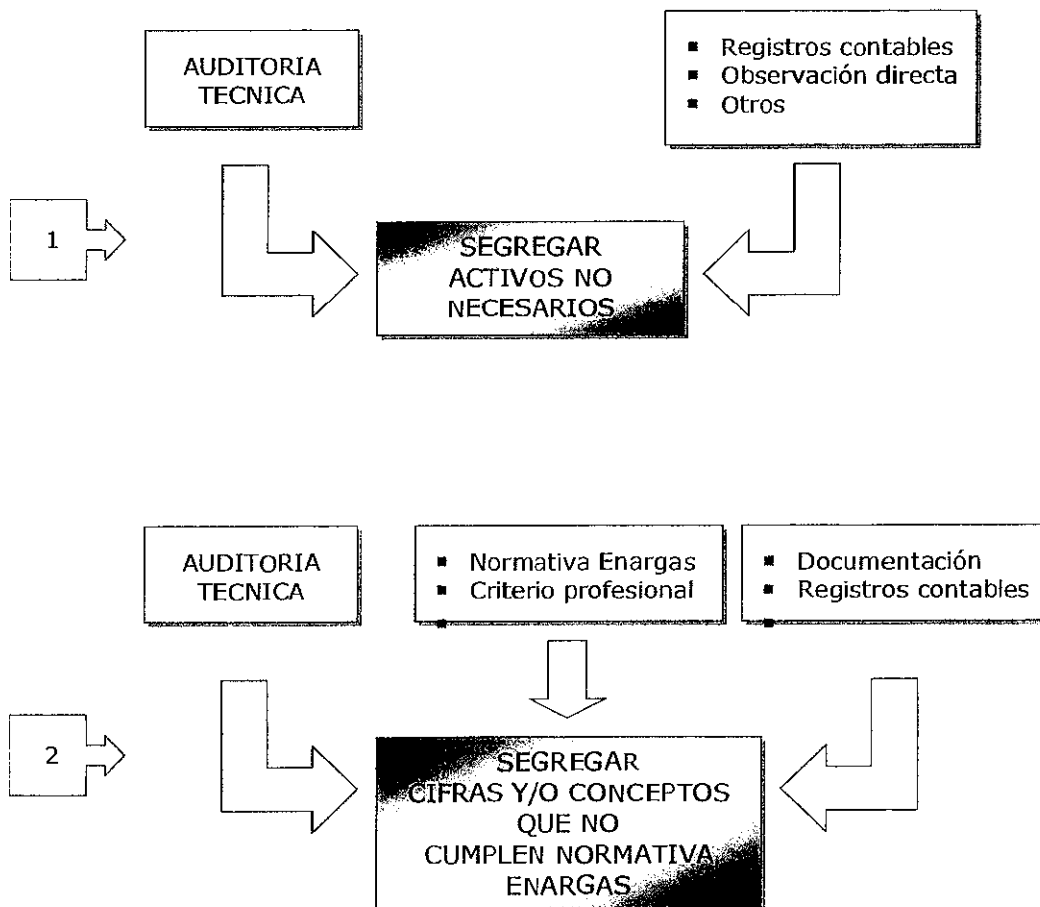 AUDITORIA
TECNICA
▪ Registros contables
▪ Observación directa
▪ Otros
1
SEGREGAR
ACTIVOS NO
NECESARIOS
AUDITORIA
TECNICA
▪ Normativa Enargas
▪ Criterio profesional
▪
▪ Documentación
▪ Registros contables
▪
2
SEGREGAR
CIFRAS Y/O CONCEPTOS
QUE NO
CUMPLEN NORMATIVA
ENARGAS